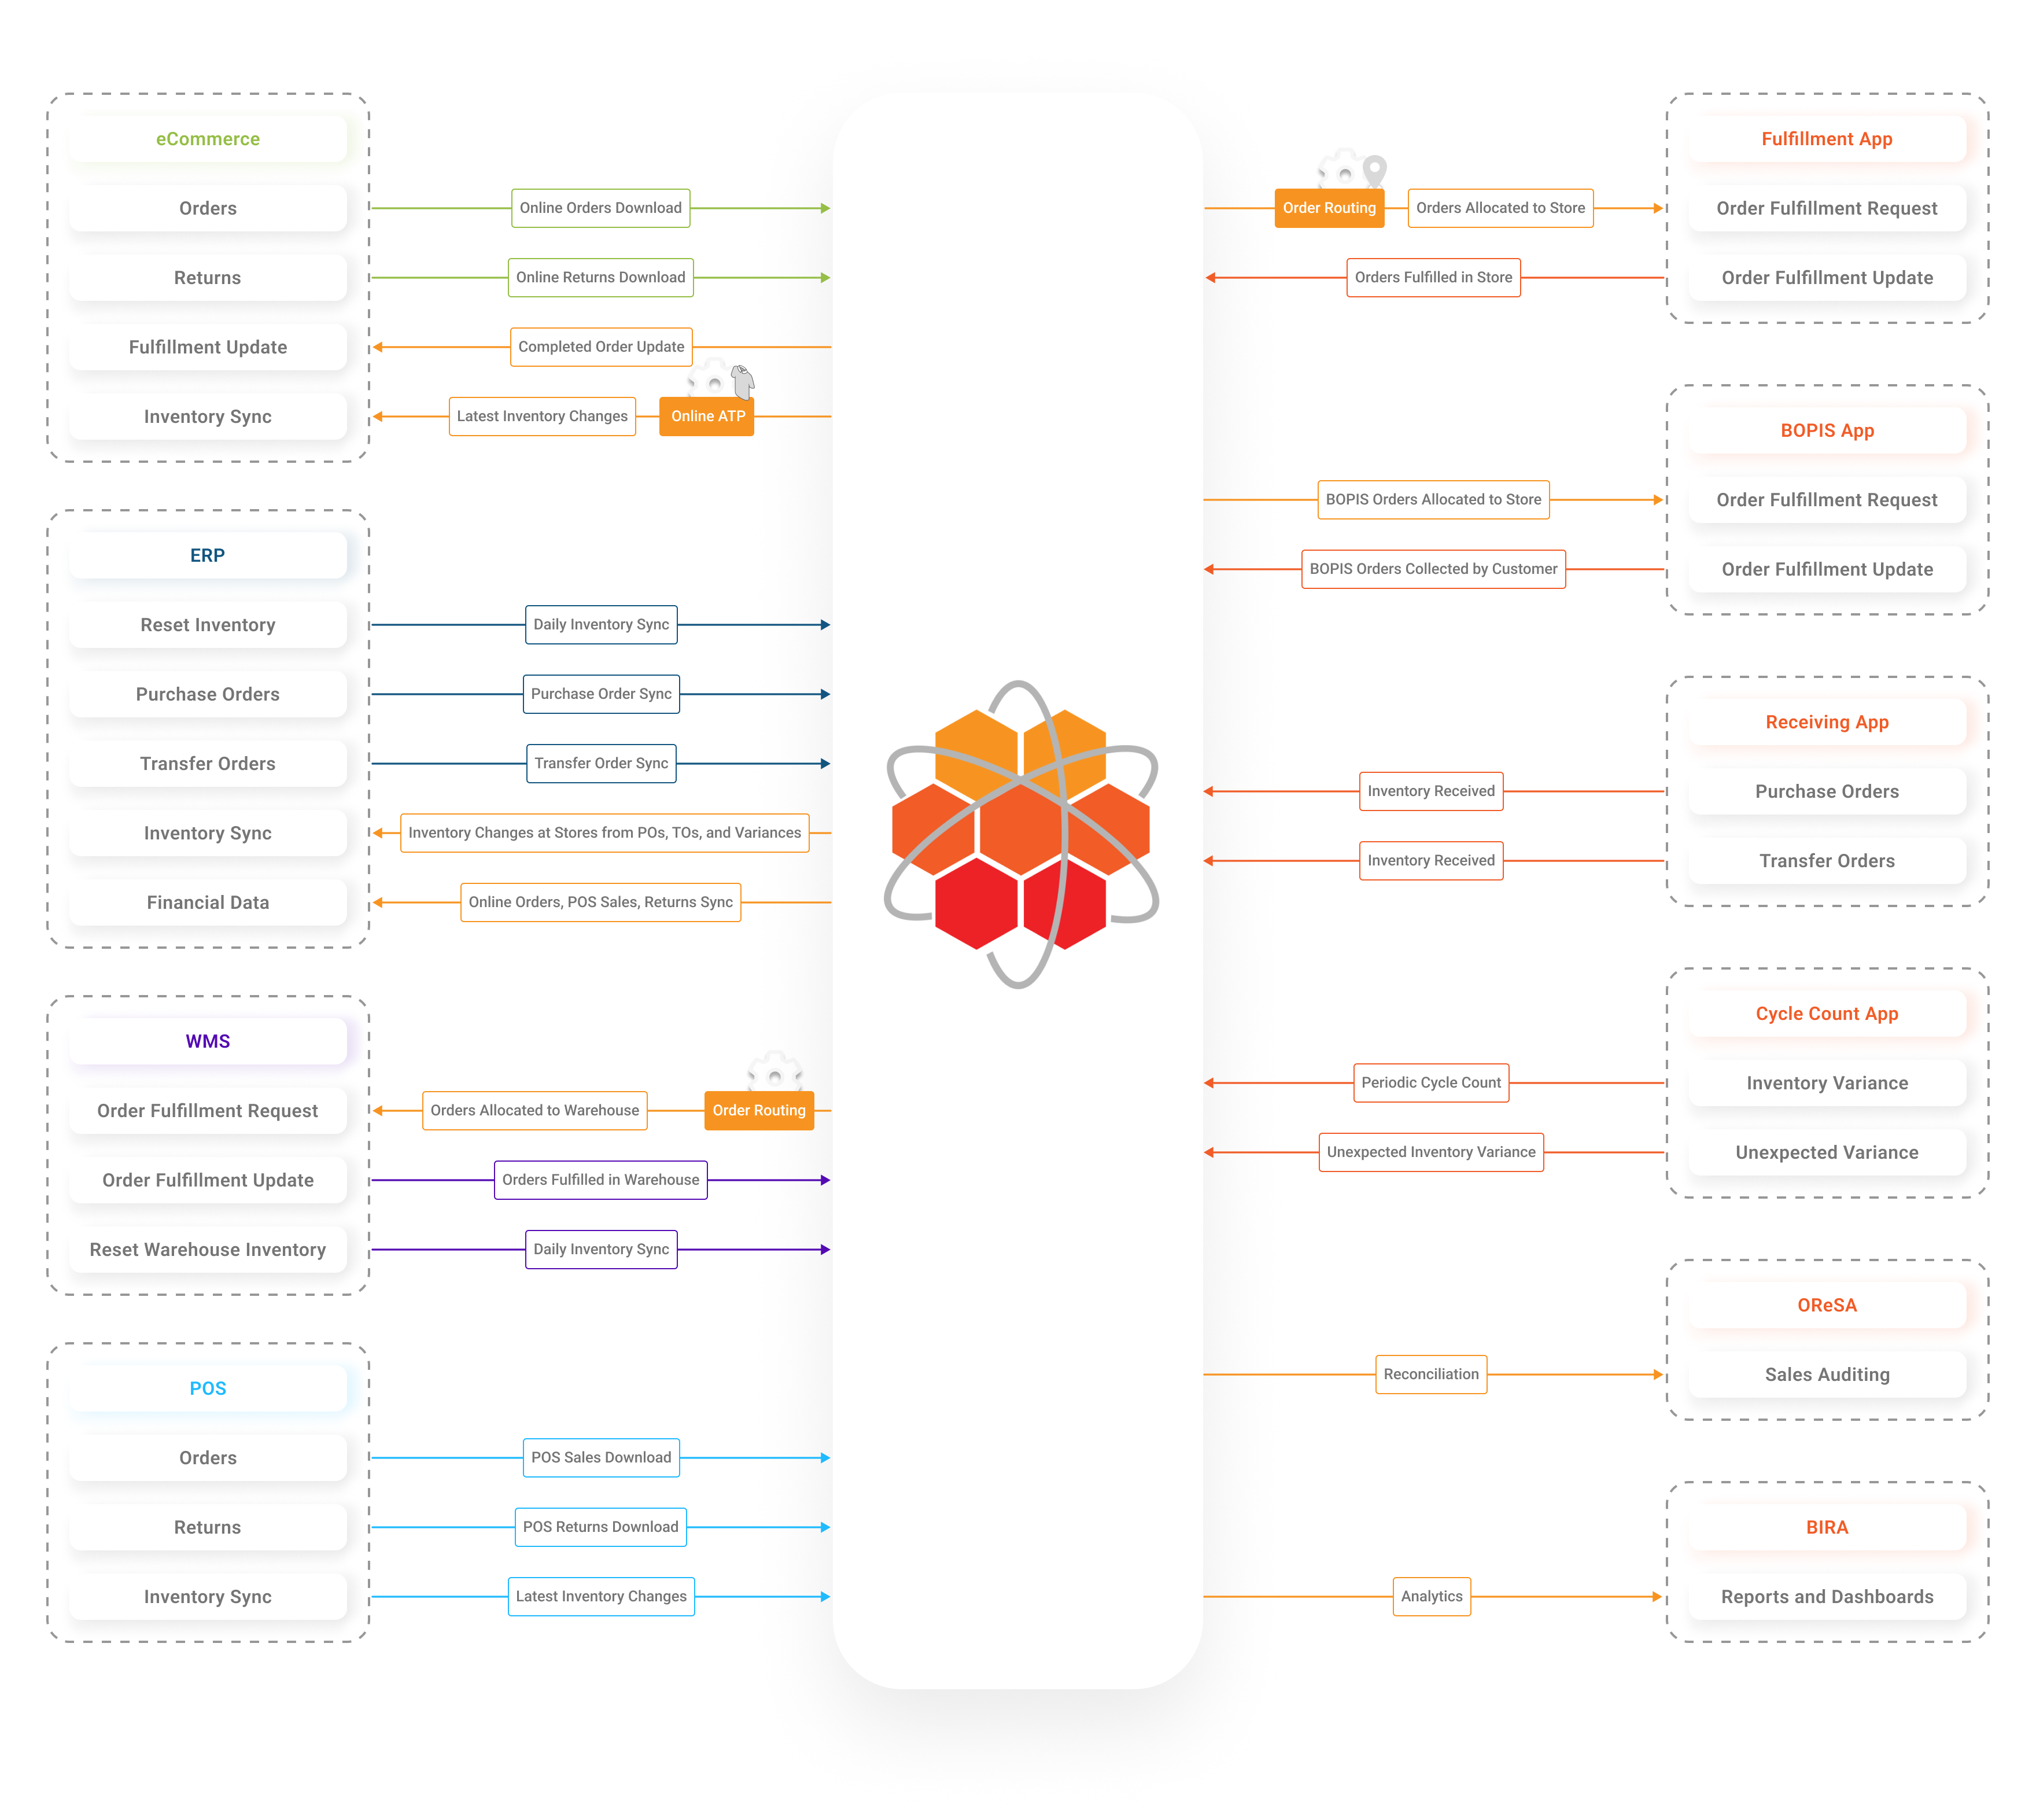 eCommerce
Orders
Online Orders Download
Returns
Online Returns Download
Fulfillment Update
Completed Order Update
Inventory Sync
Latest Inventory Changes
Online ATP
ERP
Reset Inventory
Daily Inventory Sync
Purchase Orders
Purchase Order Sync
Transfer Orders
Transfer Order Sync
Inventory Sync
Inventory Changes at Stores from POs, TOs, and Variances
Financial Data
Online Orders, POS Sales, Returns Sync
WMS
Order Fulfillment Request
Orders Allocated to Warehouse
Order Routing
Order Fulfillment Update
Orders Fulfilled in Warehouse
Reset Warehouse Inventory
Daily Inventory Sync
POS
Orders
POS Sales Download
Returns
POS Returns Download
Inventory Sync
Latest Inventory Changes
Fulfillment App
Order Routing
Orders Allocated to Store
Order Fulfillment Request
Orders Fulfilled in Store
Order Fulfillment Update
BOPIS App
BOPIS Orders Allocated to Store
Order Fulfillment Request
BOPIS Orders Collected by Customer
Order Fulfillment Update
Receiving App
Inventory Received
Purchase Orders
Inventory Received
Transfer Orders
Cycle Count App
Periodic Cycle Count
Inventory Variance
Unexpected Inventory Variance
Unexpected Variance
OReSA
Reconciliation
Sales Auditing
BIRA
Analytics
Reports and Dashboards